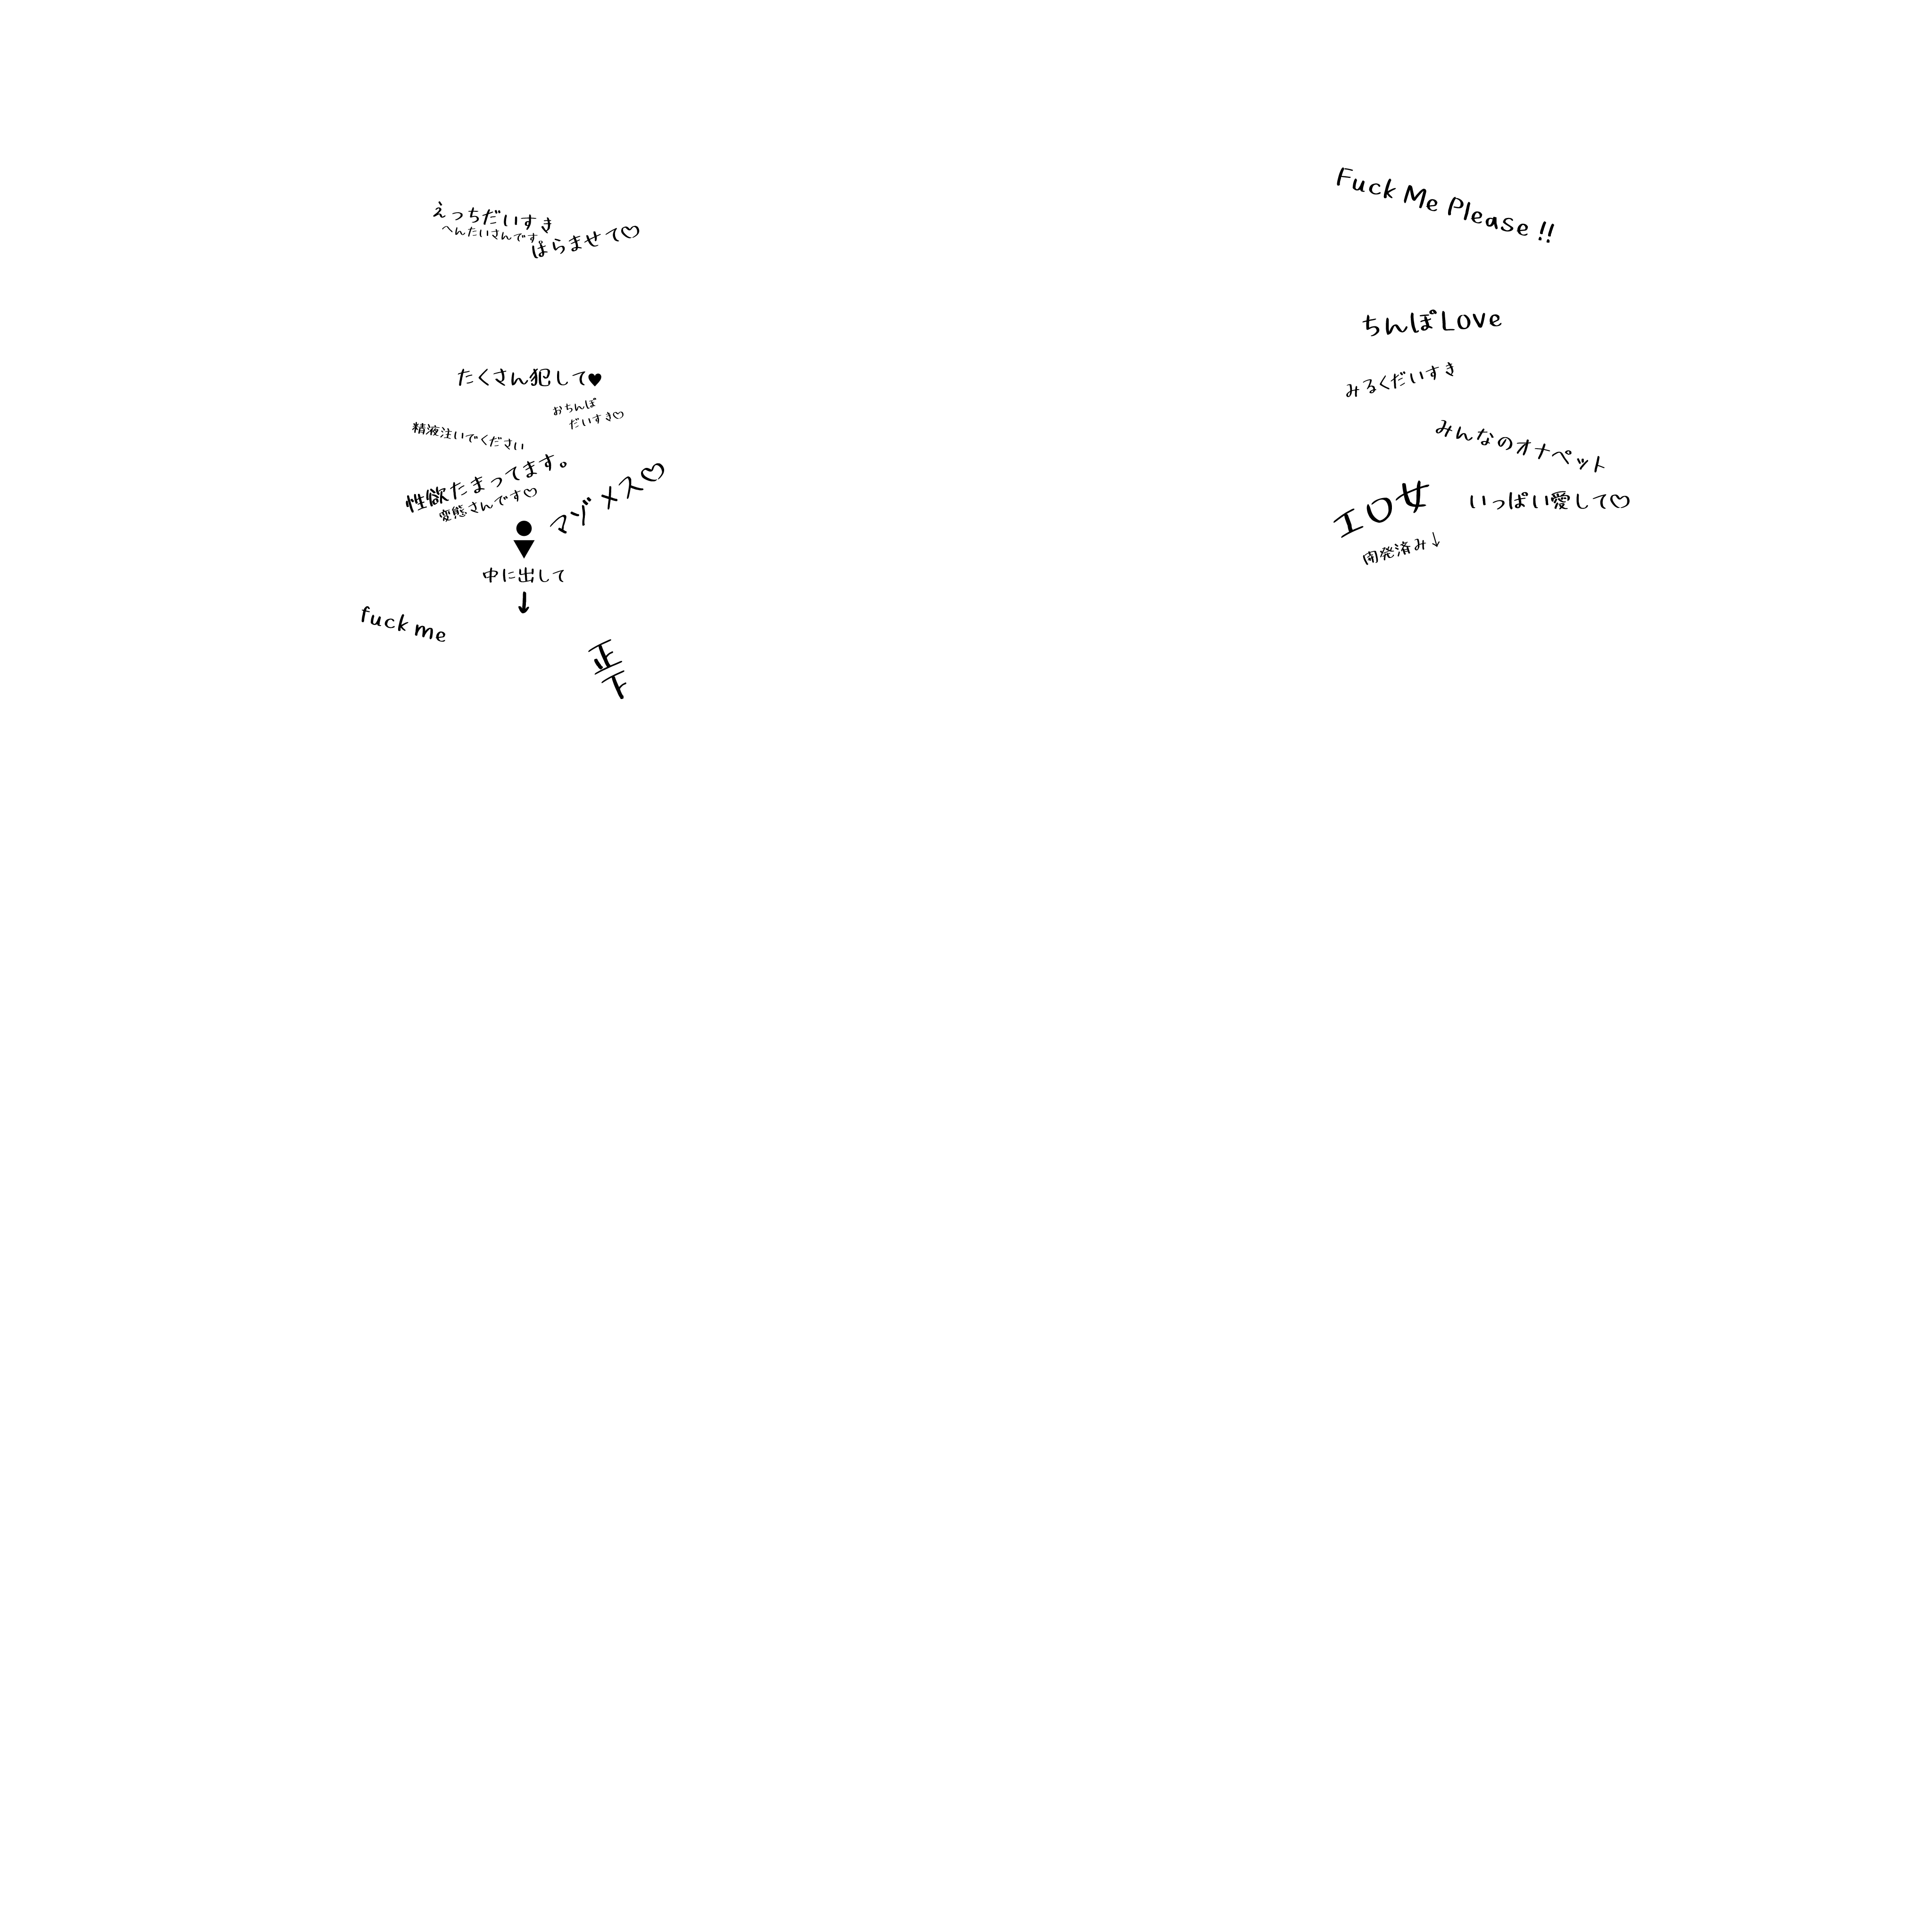 えっちだいすき
へんたいさんです
はらませて♡
たくさん犯して♥
おちんぽ
だいすき♡
精液注いでください
性欲たまってます。
変態さんです♡
マゾメス♡
中に出して
↓
fuck me
正
下
Fuck Me Please !!
ちんぽLove
みるくだいすき
みんなのオナペット
エロ女
いっぱい愛して♡
開発済み↓